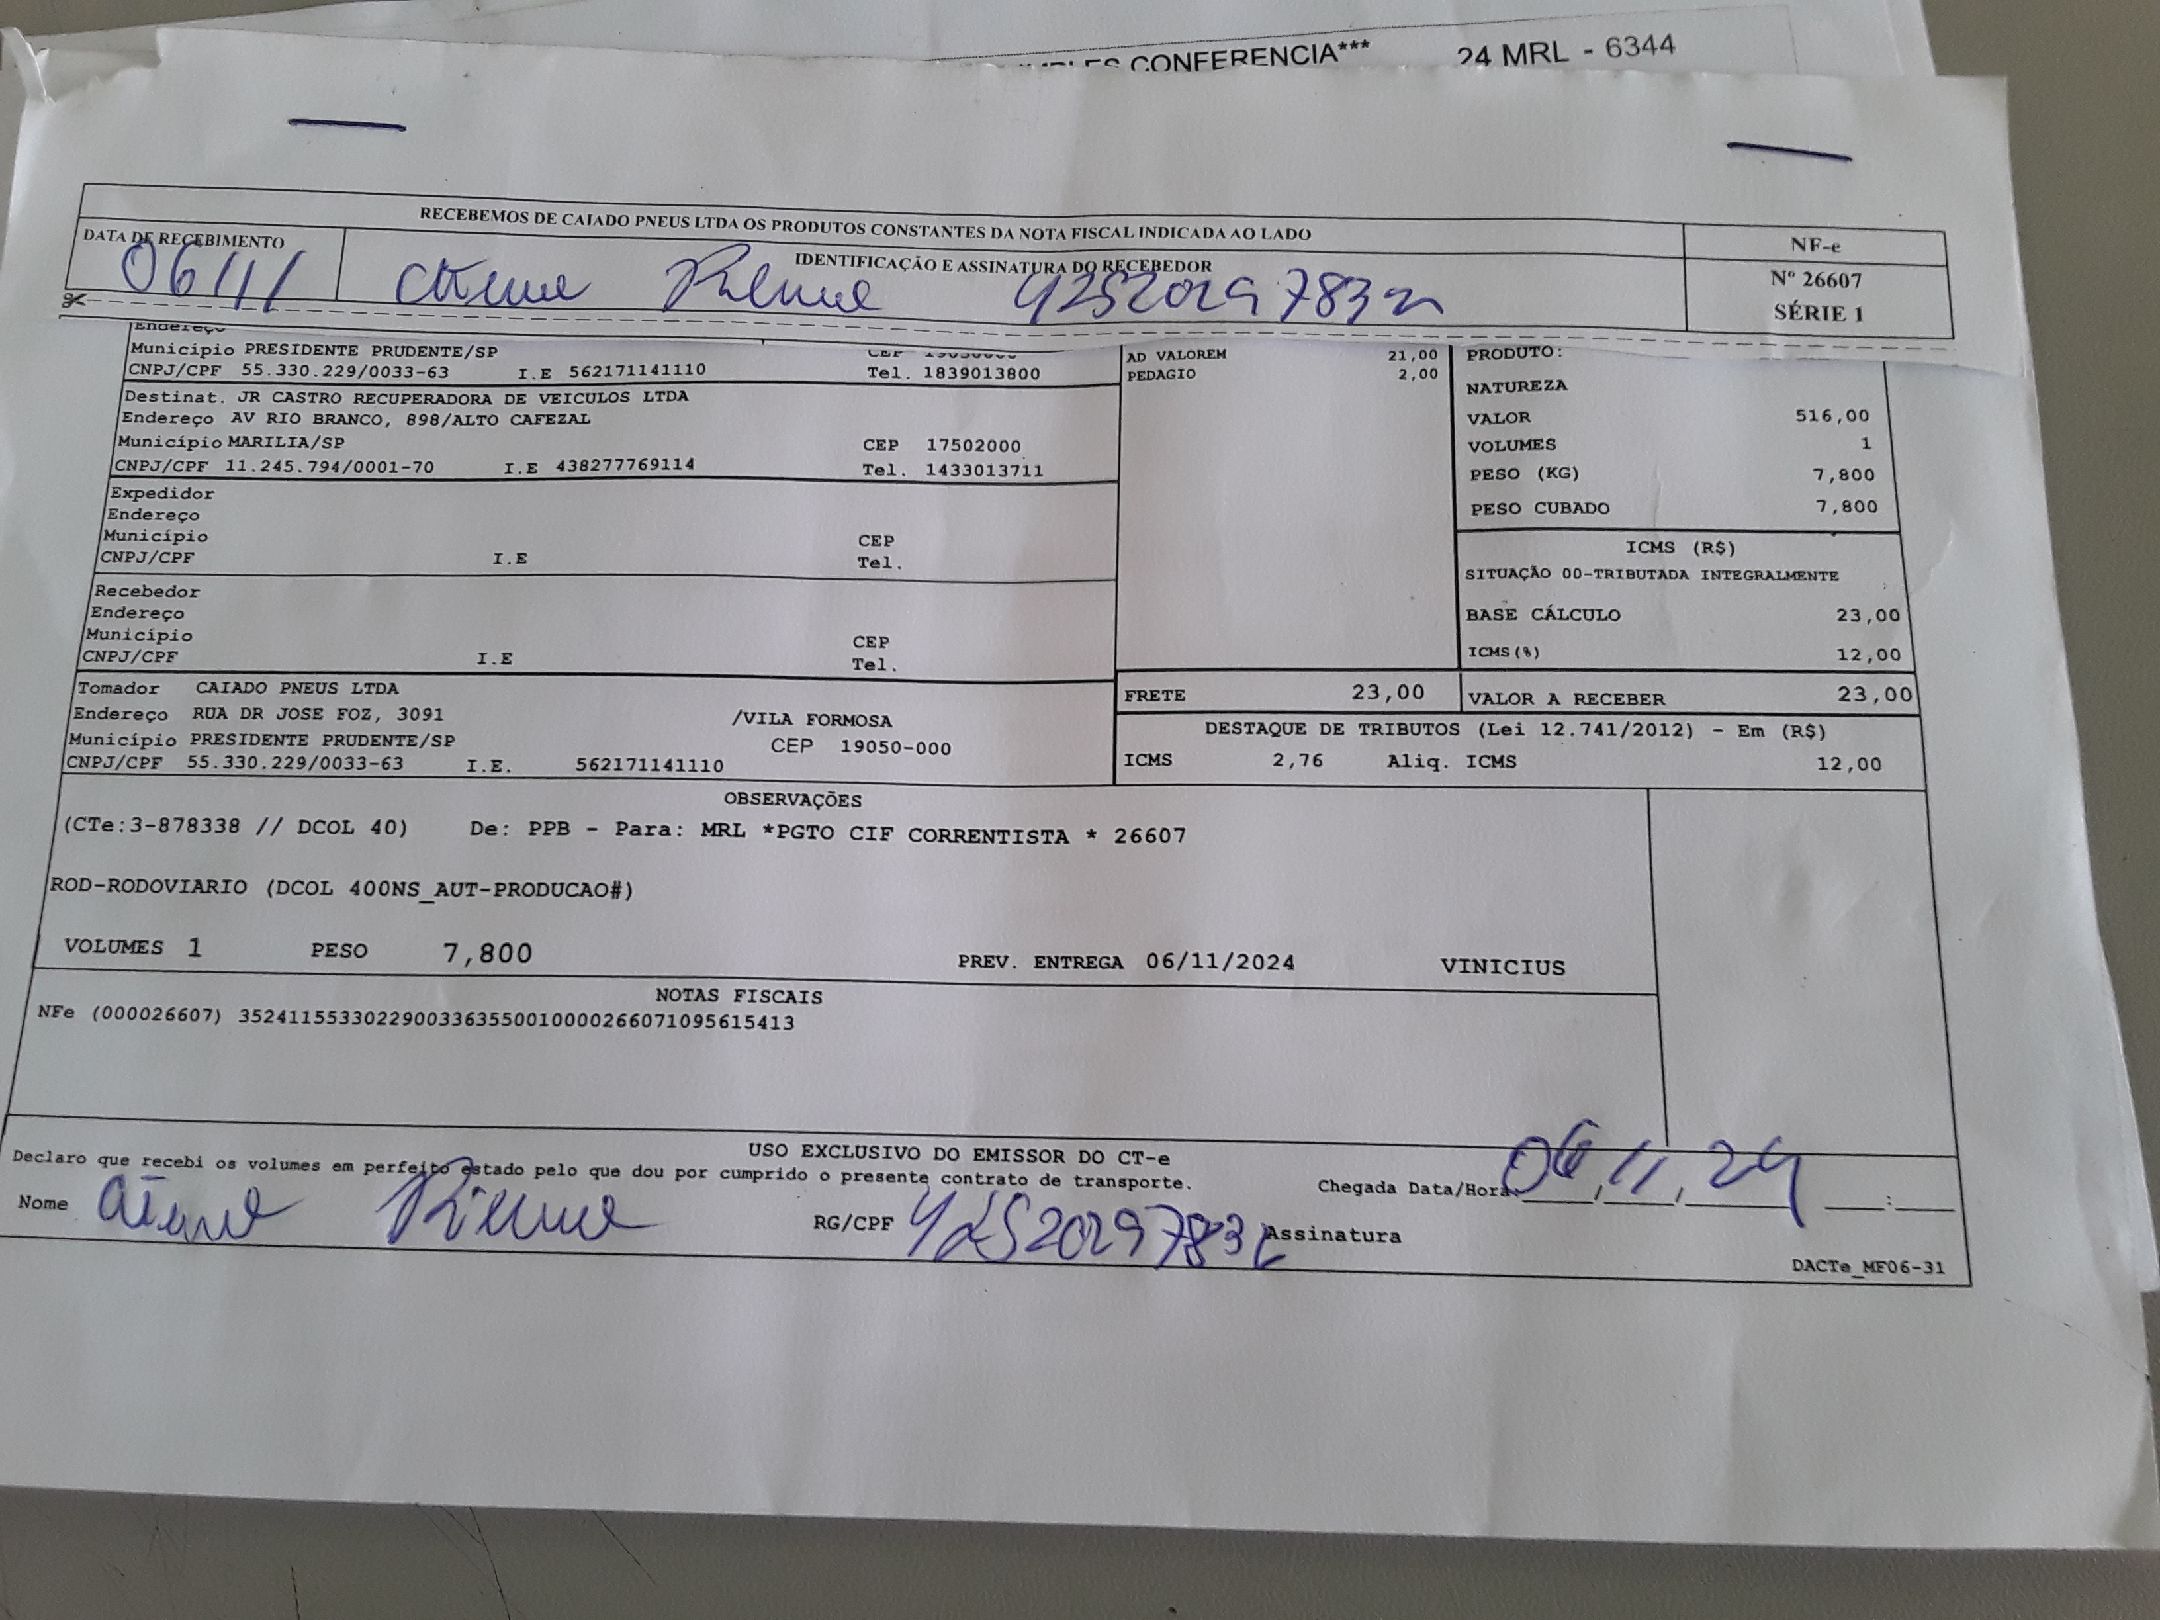 CONFERENCIA*** 24 MRL - 6344
RECEBEMOS DE CAIADO PNEUS LTDA OS PRODUTOS CONSTANTES DA NOTA FISCAL INDICADA AO LADO
NF-e
Nº 26607
SÉRIE 1
DATA DE RECEBIMENTO
06/11
IDENTIFICAÇÃO E ASSINATURA DO RECEBEDOR
Endereço
Município PRESIDENTE PRUDENTE/SP CEP
CNPJ/CPF 55.330.229/0033-63 I.E 562171141110 Tel. 1839013800
Destinat. JR CASTRO RECUPERADORA DE VEICULOS LTDA
Endereço AV RIO BRANCO, 898/ALTO CAFEZAL
Município MARILIA/SP CEP 17502000
CNPJ/CPF 11.245.794/0001-70 I.E 438277769114 Tel. 1433013711
Expedidor
Endereço
Município CEP
CNPJ/CPF I.E Tel.
Recebedor
Endereço
Município CEP
CNPJ/CPF I.E Tel.
Tomador CAIADO PNEUS LTDA
Endereço RUA DR JOSE FOZ, 3091 /VILA FORMOSA
Município PRESIDENTE PRUDENTE/SP CEP 19050-000
CNPJ/CPF 55.330.229/0033-63 I.E. 562171141110
AD VALOREM 21,00
PEDAGIO 2,00
PRODUTO:
NATUREZA
VALOR 516,00
VOLUMES 1
PESO (KG) 7,800
PESO CUBADO 7,800
ICMS (R$)
SITUAÇÃO 00-TRIBUTADA INTEGRALMENTE
BASE CÁLCULO 23,00
ICMS(%) 12,00
FRETE 23,00 VALOR A RECEBER 23,00
DESTAQUE DE TRIBUTOS (Lei 12.741/2012) - Em (R$)
ICMS 2,76 Aliq. ICMS 12,00
OBSERVAÇÕES
(CTe:3-878338 // DCOL 40) De: PPB - Para: MRL *PGTO CIF CORRENTISTA * 26607
ROD-RODOVIARIO (DCOL 400NS_AUT-PRODUCAO#)
VOLUMES 1 PESO 7,800 PREV. ENTREGA 06/11/2024 VINICIUS
NOTAS FISCAIS
NFe (000026607) 35241155330229003363550010000266071095615413
USO EXCLUSIVO DO EMISSOR DO CT-e
Declaro que recebi os volumes em perfeito estado pelo que dou por cumprido o presente contrato de transporte.
Chegada Data/Hora: 06/11/24 :
Nome RG/CPF Assinatura
DACTe_MF06-31